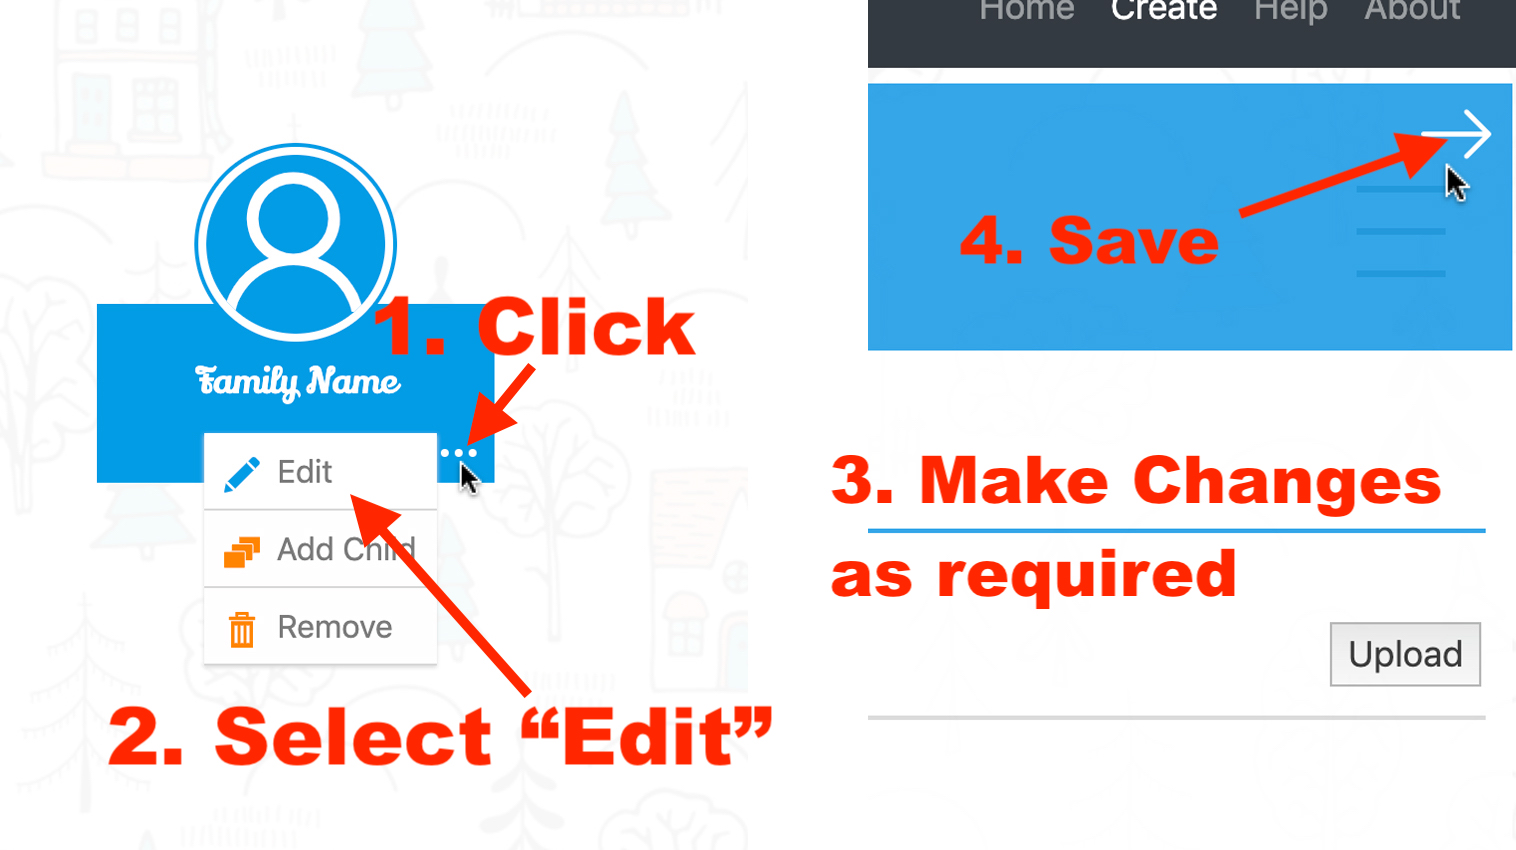 Home Create Help About
4. Save
1. Click
Family Name
Edit
Add Child
Remove
2. Select “Edit”
3. Make Changes
as required
Upload